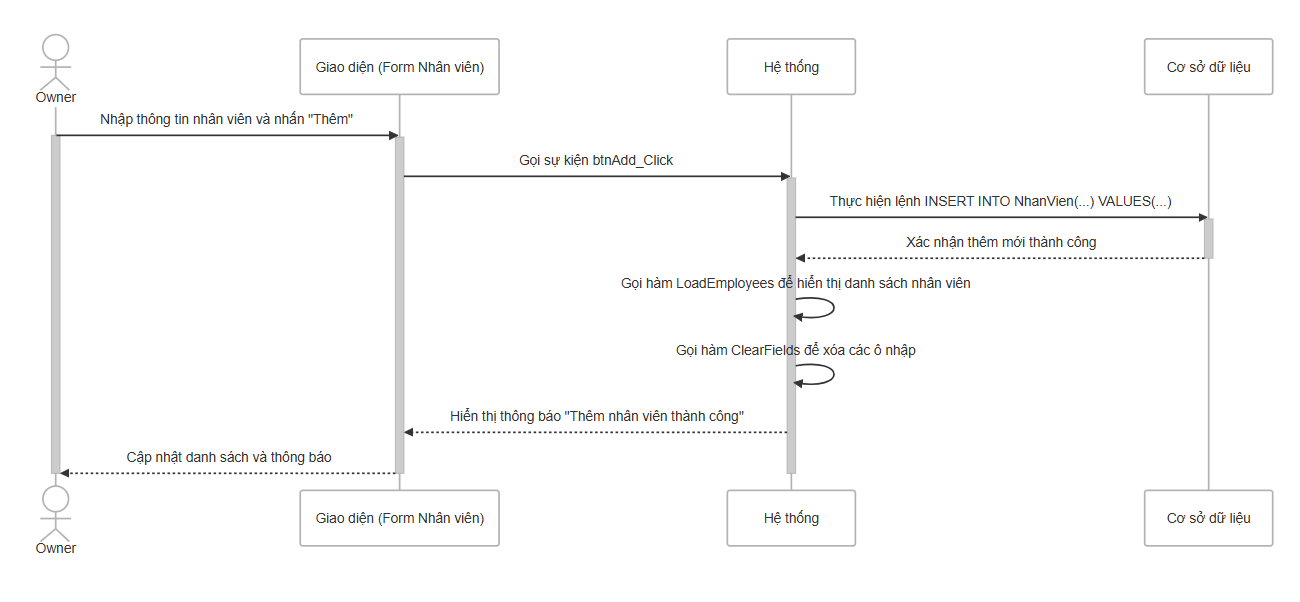 Owner
Giao diện (Form Nhân viên)
Hệ thống
Cơ sở dữ liệu
Nhập thông tin nhân viên và nhấn "Thêm"
Gọi sự kiện btnAdd_Click
Thực hiện lệnh INSERT INTO NhanVien(...) VALUES(...)
Xác nhận thêm mới thành công
Gọi hàm LoadEmployees để hiển thị danh sách nhân viên
Gọi hàm ClearFields để xóa các ô nhập
Hiển thị thông báo "Thêm nhân viên thành công"
Cập nhật danh sách và thông báo
Owner
Giao diện (Form Nhân viên)
Hệ thống
Cơ sở dữ liệu